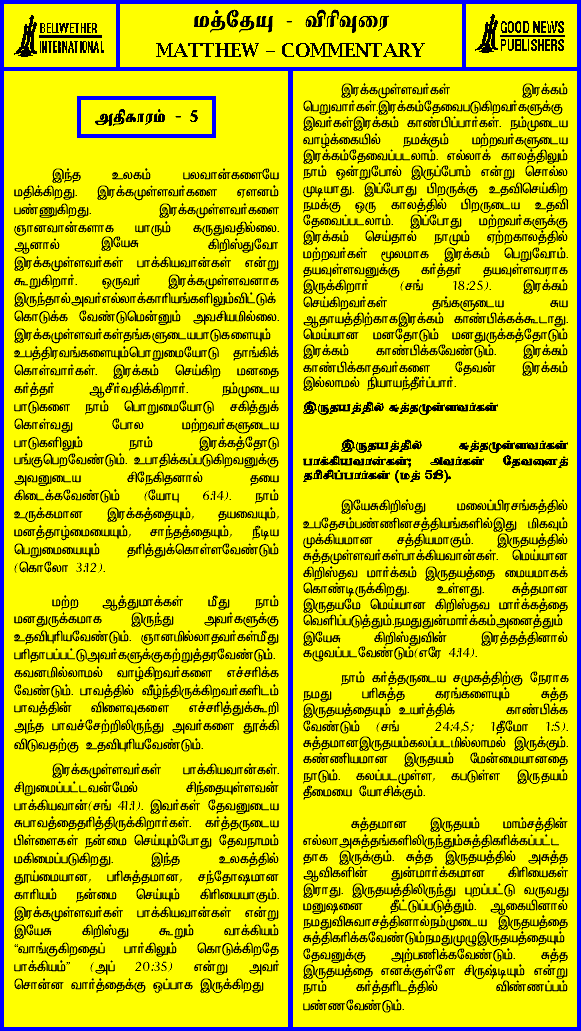 BELIWETHER
INTERNATIONAL
மத்தேயு - விரிவுரை
MATTHEW – COMMENTARY
GOOD NEWS
PUBLISHERS
அதிகாரம் - 5
இந்த உலகம் பலவான்களையே
மதிக்கிறது. இரக்கமுள்ளவர்களை ஏளனம்
பண்ணுகிறது. இரக்கமுள்ளவர்களை
ஞானவான்களாக யாரும் கருதுவதில்லை.
ஆனால் இயேசு கிறிஸ்துவோ
இரக்கமுள்ளவர்கள் பாக்கியவான்கள் என்று
கூறுகிறார். ஒருவர் இரக்கமுள்ளவனாக
இருந்தால்அவர்எல்லாக்காரியங்களிலும்விட்டுக்
கொடுக்க வேண்டுமென்னும் அவசியமில்லை.
இரக்கமுள்ளவர்கள்தங்களுடையபாடுகளையும்
உபத்திரவங்களையும்பொறுமையோடு தாங்கிக்
கொள்வார்கள். இரக்கம் செய்கிற மனதை
கர்த்தர் ஆசீர்வதிக்கிறார். நம்முடைய
பாடுகளை நாம் பொறுமையோடு சகித்துக்
கொள்வது போல மற்றவர்களுடைய
பாடுகளிலும் நாம் இரக்கத்தோடு
பங்குபெறவேண்டும். உபாதிக்கப்படுகிறவனுக்கு
அவனுடைய சிநேகிதனால் தயை
கிடைக்கவேண்டும் (யோபு 6:14). நாம்
உருக்கமான இரக்கத்தையும், தயவையும்,
மனத்தாழ்மையையும், சாந்தத்தையும், நீடிய
பெறுமையையும் தரித்துக்கொள்ளவேண்டும்
(கொலோ 3:12).
மற்ற ஆத்துமாக்கள் மீது நாம்
மனதுருக்கமாக இருந்து அவர்களுக்கு
உதவிபுரியவேண்டும். ஞானமில்லாதவர்கள்மீது
பரிதாபப்பட்டுஅவர்களுக்குகற்றுத்தரவேண்டும்.
கவனமில்லாமல் வாழ்கிறவர்களை எச்சரிக்க
வேண்டும். பாவத்தில் வீழ்ந்திருக்கிறவர்களிடம்
பாவத்தின் விளைவுகளை எச்சரித்துக்கூறி
அந்த பாவச்சேற்றிலிருந்து அவர்களை தூக்கி
விடுவதற்கு உதவிபுரியவேண்டும்.
இரக்கமுள்ளவர்கள் பாக்கியவான்கள்.
சிறுமைப்பட்டவன்மேல் சிந்தையுள்ளவன்
பாக்கியவான்(சங் 41:1). இவர்கள் தேவனுடைய
சுபாவத்தைதரித்திருக்கிறார்கள். கர்த்தருடைய
பிள்ளைகள் நன்மை செய்யும்போது தேவநாமம்
மகிமைப்படுகிறது. இந்த உலகத்தில்
தூய்மையான, பரிசுத்தமான, சந்தோஷமான
காரியம் நன்மை செய்யும் கிரியையாகும்.
இரக்கமுள்ளவர்கள் பாக்கியவான்கள் என்று
இயேசு கிறிஸ்து கூறும் வாக்கியம்
“வாங்குகிறதைப் பார்கிலும் கொடுக்கிறதே
பாக்கியம்” (அப் 20:35) என்று அவர்
சொன்ன வார்த்தைக்கு ஒப்பாக இருக்கிறது
இரக்கமுள்ளவர்கள் இரக்கம்
பெறுவார்கள்.இரக்கம்தேவைபடுகிறவர்களுக்கு
இவர்கள்இரக்கம் காண்பிப்பார்கள். நம்முடைய
வாழ்க்கையில் நமக்கும் மற்றவர்களுடைய
இரக்கம்தேவைப்படலாம். எல்லாக் காலத்திலும்
நாம் ஒன்றுபோல் இருப்போம் என்று சொல்ல
முடியாது. இப்போது பிறருக்கு உதவிசெய்கிற
நமக்கு ஒரு காலத்தில் பிறருடைய உதவி
தேவைப்படலாம். இப்போது மற்றவர்களுக்கு
இரக்கம் செய்தால் நாமும் ஏற்றகாலத்தில்
மற்றவர்கள் மூலமாக இரக்கம் பெறுவோம்.
தயவுள்ளவனுக்கு கர்த்தர் தயவுள்ளவராக
இருக்கிறார் (சங் 18:25). இரக்கம்
செய்கிறவர்கள் தங்களுடைய சுய
ஆதாயத்திற்காகஇரக்கம் காண்பிக்கக்கூடாது.
மெய்யான மனதோடும் மனதுருக்கத்தோடும்
இரக்கம் காண்பிக்கவேண்டும். இரக்கம்
காண்பிக்காதவர்களை தேவன் இரக்கம்
இல்லாமல் நியாயந்தீர்ப்பார்.
இருதயத்தில் சுத்தமுள்ளவர்கள்
இருதயத்தில் சுத்தமுள்ளவர்கள்
பாக்கியவான்கள்; அவர்கள் தேவனைத்
தரிசிப்பார்கள் (மத் 5:8).
இயேசுகிறிஸ்து மலைப்பிரசங்கத்தில்
உபதேசம்பண்ணினசத்தியங்களில்இது மிகவும்
முக்கியமான சத்தியமாகும். இருதயத்தில்
சுத்தமுள்ளவர்கள்பாக்கியவான்கள். மெய்யான
கிறிஸ்தவ மார்க்கம் இருதயத்தை மையமாகக்
கொண்டிருக்கிறது. உள்ளது. சுத்தமான
இருதயமே மெய்யான கிறிஸ்தவ மார்க்கத்தை
வெளிப்படுத்தும்.நமதுதுன்மார்க்கம்அனைத்தும்
இயேசு கிறிஸ்துவின் இரத்தத்தினால்
கழுவப்படவேண்டும்(எரே 4:14).
நாம் கர்த்தருடைய சமுகத்திற்கு நேராக
நமது பரிசுத்த கரங்களையும் சுத்த
இருதயத்தையும் உயர்த்திக் காண்பிக்க
வேண்டும் (சங் 24:4,5; 1தீமோ 1:5).
சுத்தமானஇருதயம்கலப்படமில்லாமல் இருக்கும்.
கண்ணியமான இருதயம் மேன்மையானதை
நாடும். கலப்படமுள்ள, கபடுள்ள இருதயம்
தீமையை யோசிக்கும்.
சுத்தமான இருதயம் மாம்சத்தின்
எல்லாஅசுத்தங்களிலிருந்தும்சுத்திகரிக்கப்பட்ட
தாக இருக்கும். சுத்த இருதயத்தில் அசுத்த
ஆவிகளின் துன்மார்க்கமான கிரியைகள்
இராது. இருதயத்திலிருந்து புறப்பட்டு வருவது
மனுஷனை தீட்டுப்படுத்தும். ஆகையினால்
நமதுவிசுவாசத்தினால்நம்முடைய இருதயத்தை
சுத்திகரிக்கவேண்டும்நமதுமுழுஇருதயத்தையும்
தேவனுக்கு அற்பணிக்கவேண்டும். சுத்த
இருதயத்தை எனக்குள்ளே சிருஷ்டியும் என்று
நாம் கர்த்தரிடத்தில் விண்ணப்பம்
பண்ணவேண்டும்.